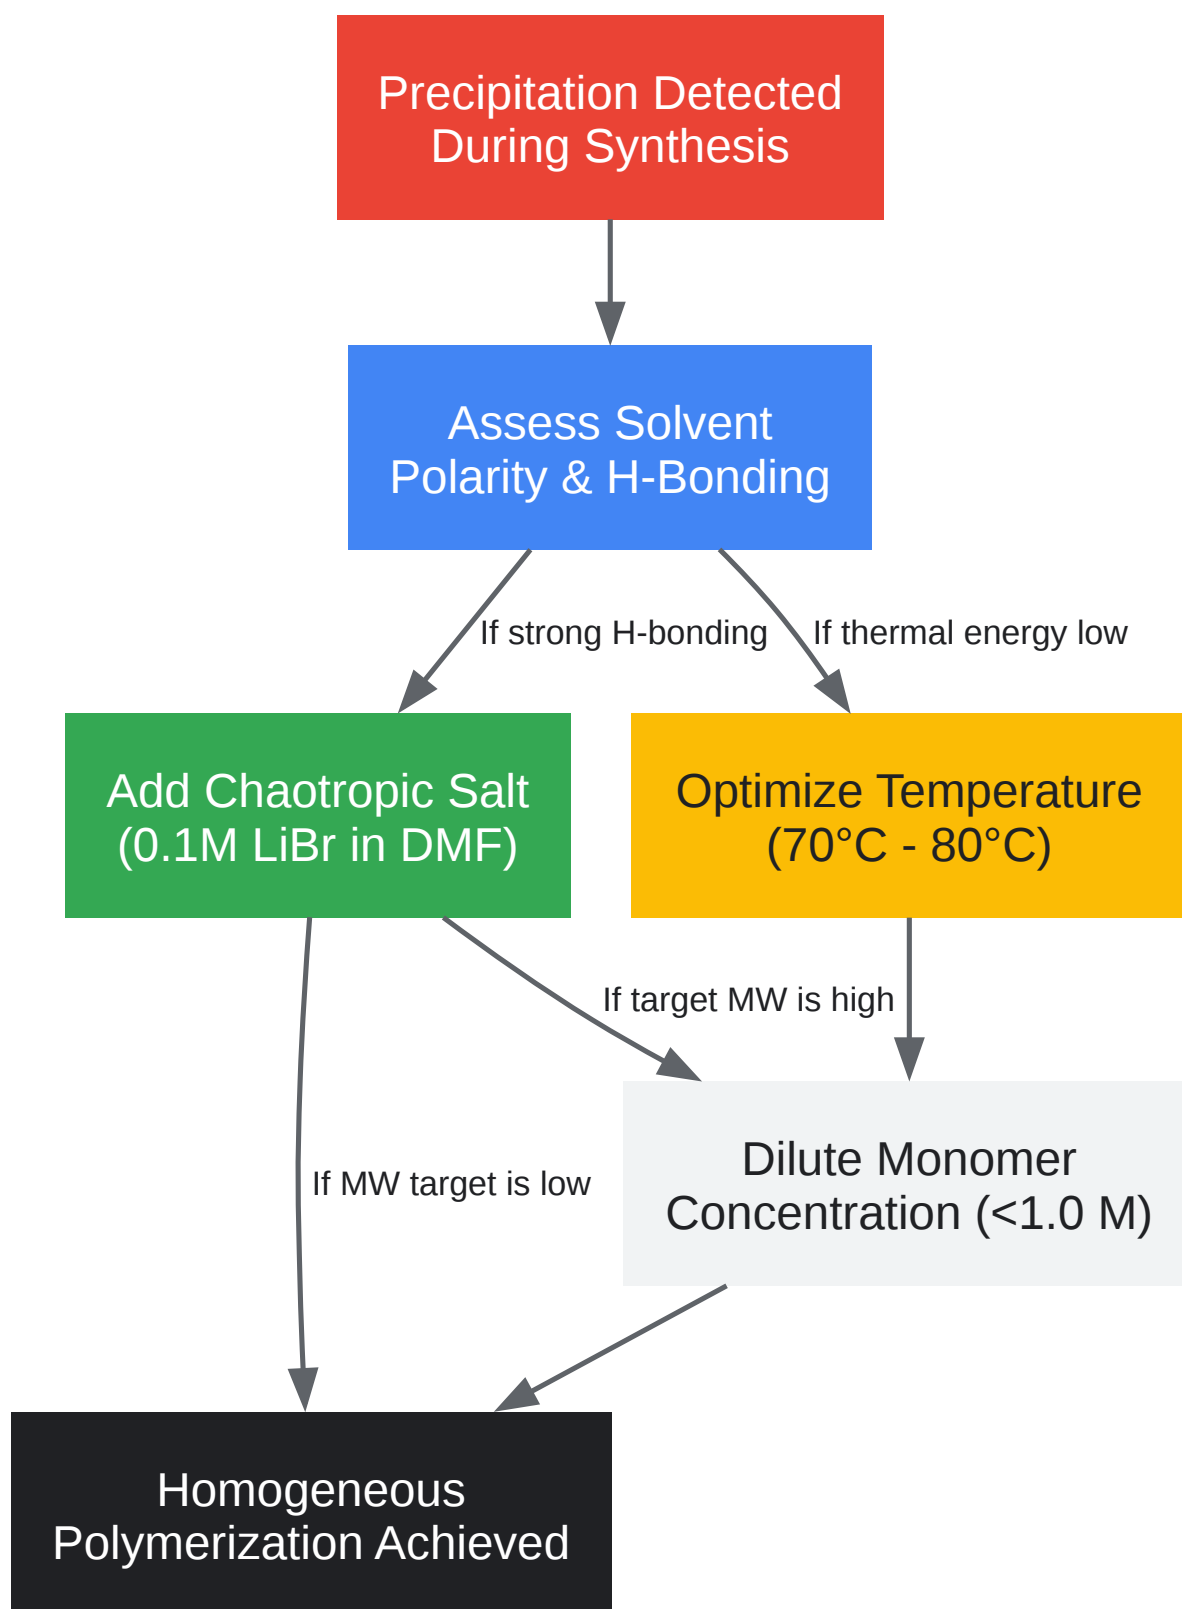 Precipitation Detected
During Synthesis
Assess Solvent
Polarity & H-Bonding
If strong H-bonding
If thermal energy low
Add Chaotropic Salt
(0.1M LiBr in DMF)
Optimize Temperature
(70°C - 80°C)
If target MW is high
Dilute Monomer
Concentration (<1.0 M)
If MW target is low
Homogeneous
Polymerization Achieved